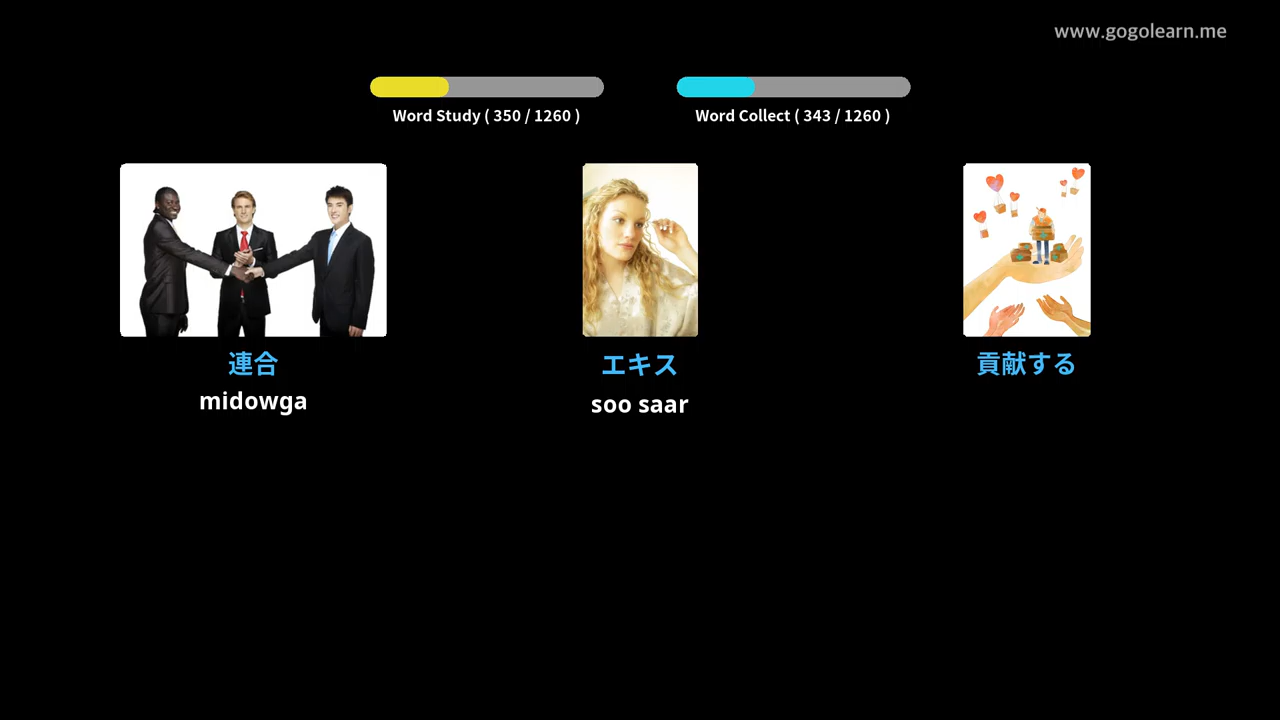 www.gogolearn.me
Word Study ( 350 / 1260 )
Word Collect ( 343 / 1260 )
連合
エキス
貢献する
midowga
soo saar